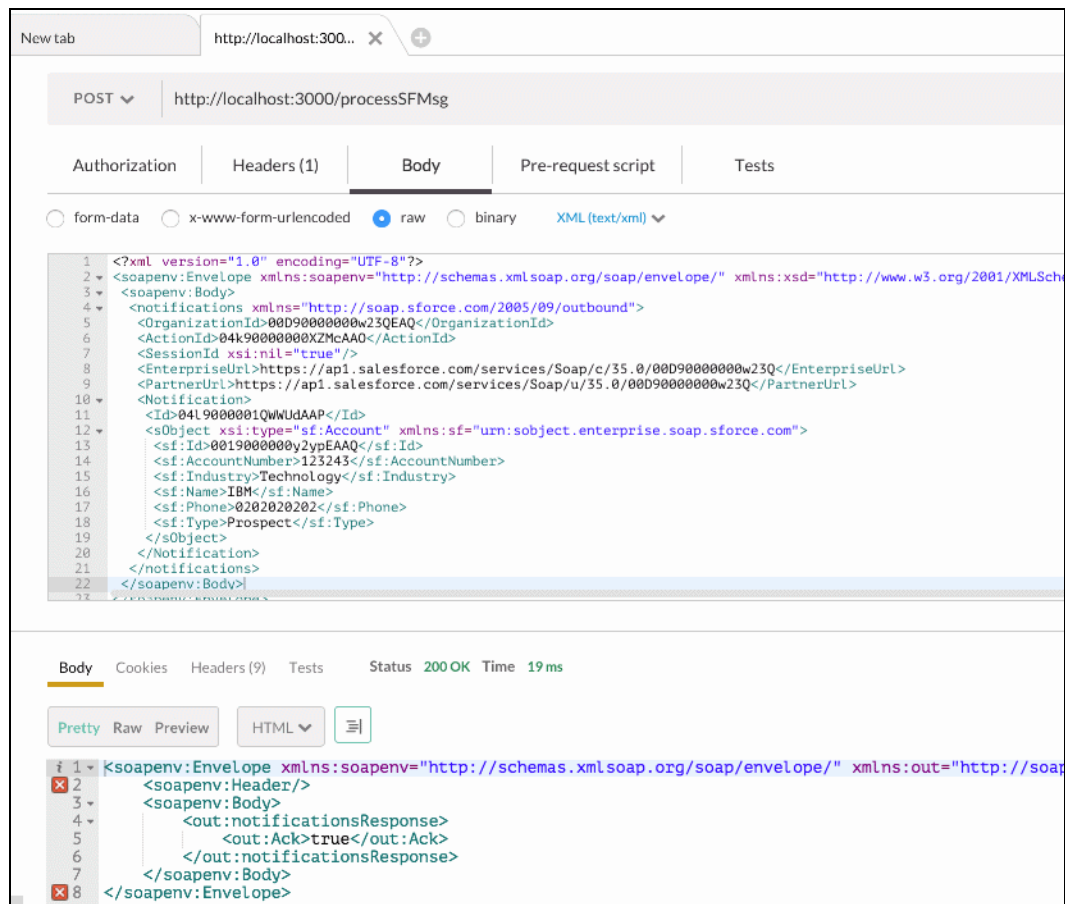 New tab
http://localhost:300...
POST
http://localhost:3000/processSFMsg
Authorization
Headers (1)
Body
Pre-request script
Tests
form-data
x-www-form-urlencoded
raw
binary
XML (text/xml)
1 <?xml version="1.0" encoding="UTF-8"?>
2 <soapenv:Envelope xmlns:soapenv="http://schemas.xmlsoap.org/soap/envelope/" xmlns:xsd="http://www.w3.org/2001/XMLSche
3 <soapenv:Body>
4 <notifications xmlns="http://soap.sforce.com/2005/09/outbound">
5 <OrganizationId>00D90000000w23QEAQ</OrganizationId>
6 <ActionId>04k90000000XZMcAAO</ActionId>
7 <SessionId xsi:nil="true"/>
8 <EnterpriseUrl>https://ap1.salesforce.com/services/Soap/c/35.0/00D90000000w23Q</EnterpriseUrl>
9 <PartnerUrl>https://ap1.salesforce.com/services/Soap/u/35.0/00D90000000w23Q</PartnerUrl>
10 <Notification>
11 <Id>04l9000001QWWUdAAP</Id>
12 <sObject xsi:type="sf:Account" xmlns:sf="urn:sobject.enterprise.soap.sforce.com">
13 <sf:Id>0019000000y2ypEAAQ</sf:Id>
14 <sf:AccountNumber>123243</sf:AccountNumber>
15 <sf:Industry>Technology</sf:Industry>
16 <sf:Name>IBM</sf:Name>
17 <sf:Phone>0202020202</sf:Phone>
18 <sf:Type>Prospect</sf:Type>
19 </sObject>
20 </Notification>
21 </notifications>
22 </soapenv:Body>
23 </soapenv:Envelope>
Body
Cookies
Headers (9)
Tests
Status 200 OK Time 19 ms
Pretty Raw Preview
HTML
i 1 <soapenv:Envelope xmlns:soapenv="http://schemas.xmlsoap.org/soap/envelope/" xmlns:out="http://soap
2 <soapenv:Header/>
3 <soapenv:Body>
4 <out:notificationsResponse>
5 <out:Ack>true</out:Ack>
6 </out:notificationsResponse>
7 </soapenv:Body>
8 </soapenv:Envelope>